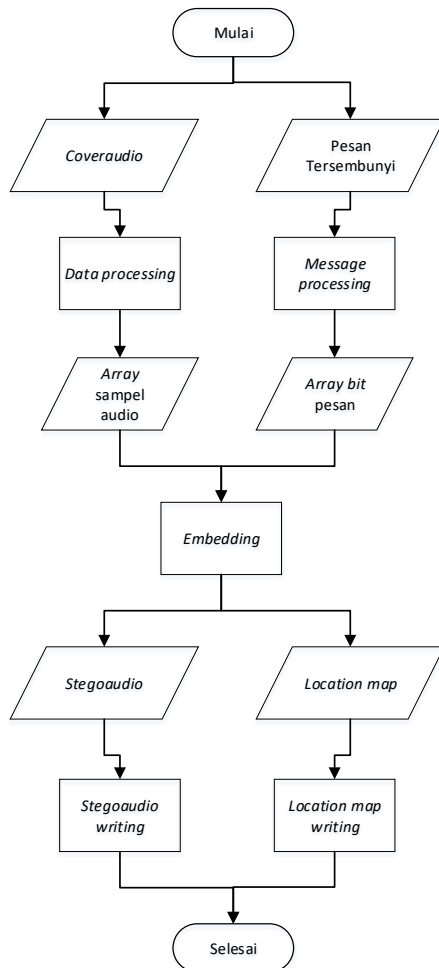 Mulai
Coveraudio
Pesan
Tersembunyi
Data processing
Message
processing
Array
sampel
audio
Array bit
pesan
Embedding
Stegoaudio
Location map
Stegoaudio
writing
Location map
writing
Selesai